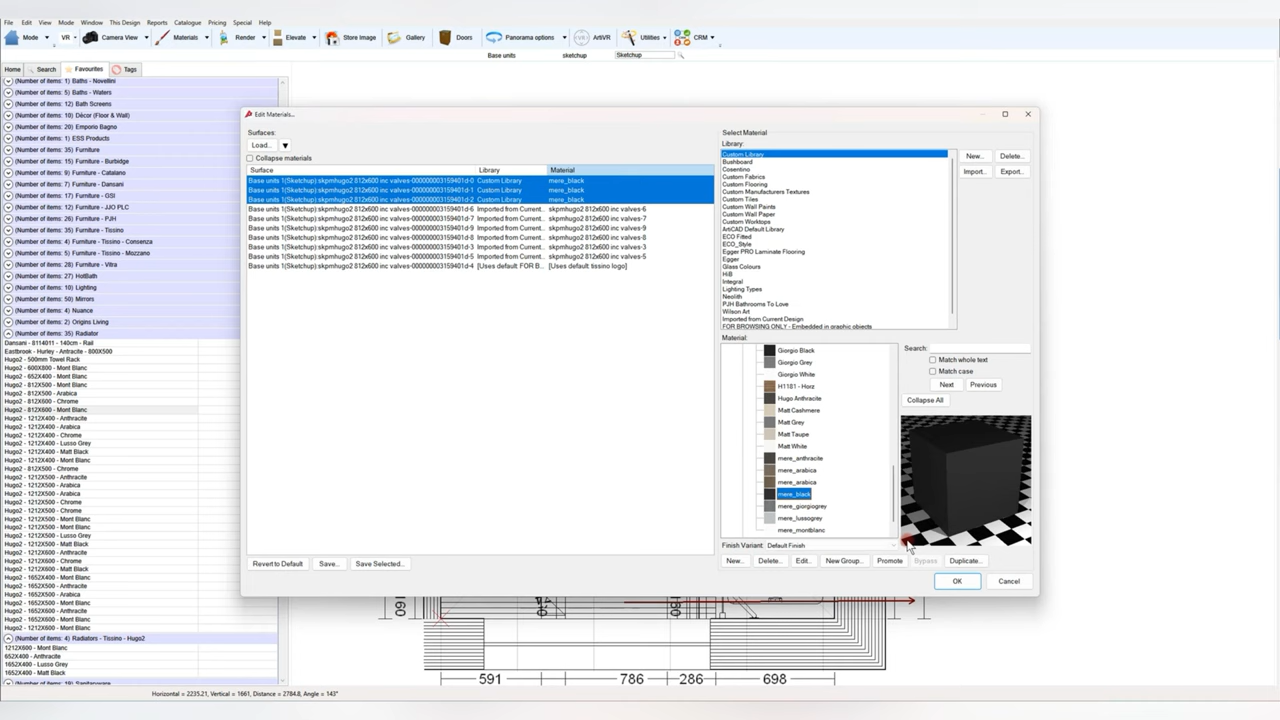 File Edit View Mode Window This Design Reports Catalogue Pricing Special Help
Mode VR Camera View Materials Render Elevate Store Image Gallery Doors Panorama options ArtiVR Utilities CRM
Base units sketchup Sketchup
Home Search Favourites Tags
(Number of items: 1) Baths - Novellini
(Number of items: 5) Baths - Waters
(Number of items: 12) Bath Screens
(Number of items: 10) Décor (Floor & Wall)
(Number of items: 20) Emporio Bagno
(Number of items: 1) ESS Products
(Number of items: 35) Furniture
(Number of items: 15) Furniture - Burbidge
(Number of items: 9) Furniture - Catalano
(Number of items: 7) Furniture - Dansani
(Number of items: 17) Furniture - GSI
(Number of items: 12) Furniture - JJO PLC
(Number of items: 26) Furniture - PJH
(Number of items: 35) Furniture - Tissino
(Number of items: 4) Furniture - Tissino - Consenza
(Number of items: 5) Furniture - Tissino - Mozzano
(Number of items: 28) Furniture - Vitra
(Number of items: 27) HotBath
(Number of items: 10) Lighting
(Number of items: 50) Mirrors
(Number of items: 4) Nuance
(Number of items: 2) Origins Living
(Number of items: 35) Radiator
Dansani - 8114011 - 140cm - Rail
Eastbrook - Hurley - Antracite - 800X500
Hugo2 - 500mm Towel Rack
Hugo2 - 600X800 - Mont Blanc
Hugo2 - 652X400 - Mont Blanc
Hugo2 - 812X500 - Mont Blanc
Hugo2 - 812X500 - Arabica
Hugo2 - 812X600 - Chrome
Hugo2 - 812X600 - Mont Blanc
Hugo2 - 1212X400 - Anthracite
Hugo2 - 1212X400 - Arabica
Hugo2 - 1212X400 - Chrome
Hugo2 - 1212X400 - Lusso Grey
Hugo2 - 1212X400 - Mont Blanc
Hugo2 - 812X500 - Chrome
Hugo2 - 1212X500 - Anthracite
Hugo2 - 1212X500 - Arabica
Hugo2 - 1212X500 - Arabica
Hugo2 - 1212X500 - Chrome
Hugo2 - 1212X500 - Chrome
Hugo2 - 1212X500 - Mont Blanc
Hugo2 - 1212X500 - Mont Blanc
Hugo2 - 1212X500 - Lusso Grey
Hugo2 - 1212X500 - Matt Black
Hugo2 - 1212X600 - Anthracite
Hugo2 - 1212X600 - Chrome
Hugo2 - 1212X600 - Mont Blanc
Hugo2 - 1652X400 - Matt Black
Hugo2 - 1652X500 - Anthracite
Hugo2 - 1652X500 - Arabica
Hugo2 - 1652X500 - Mont Blanc
Hugo2 - 1652X600 - Anthracite
Hugo2 - 1652X600 - Mont Blanc
Hugo2 - 1652X600 - Mont Blanc
(Number of items: 4) Radiators - Tissino - Hugo2
1212X600 - Mont Blanc
652X400 - Anthracite
1652X400 - Lusso Grey
1652X400 - Matt Black
(Number of items: 19) Sanitaryware
Edit Materials...
Surfaces:
Load...
Collapse materials
Surface Library Material
Base units 1(Sketchup):skpmhugo2 812x600 inc valves-000000003159401d-0 Custom Library mere_black
Base units 1(Sketchup):skpmhugo2 812x600 inc valves-000000003159401d-1 Custom Library mere_black
Base units 1(Sketchup):skpmhugo2 812x600 inc valves-000000003159401d-2 Custom Library mere_black
Base units 1(Sketchup):skpmhugo2 812x600 inc valves-000000003159401d-6 Imported from Current.. skpmhugo2 812x600 inc valves-6
Base units 1(Sketchup):skpmhugo2 812x600 inc valves-000000003159401d-7 Imported from Current.. skpmhugo2 812x600 inc valves-7
Base units 1(Sketchup):skpmhugo2 812x600 inc valves-000000003159401d-9 Imported from Current.. skpmhugo2 812x600 inc valves-9
Base units 1(Sketchup):skpmhugo2 812x600 inc valves-000000003159401d-8 Imported from Current.. skpmhugo2 812x600 inc valves-8
Base units 1(Sketchup):skpmhugo2 812x600 inc valves-000000003159401d-3 Imported from Current.. skpmhugo2 812x600 inc valves-3
Base units 1(Sketchup):skpmhugo2 812x600 inc valves-000000003159401d-5 Imported from Current.. skpmhugo2 812x600 inc valves-5
Base units 1(Sketchup):skpmhugo2 812x600 inc valves-000000003159401d-4 [Uses default: FOR B... [Uses default tissino logo]
Revert to Default Save... Save Selected...
Select Material
Library:
Custom Library
Bushboard
Cosentino
Custom Fabrics
Custom Flooring
Custom Manufacturers Textures
Custom Tiles
Custom Wall Paints
Custom Wall Paper
Custom Worktops
ArtiCAD Default Library
ECO Fitted
ECO_Style
Egger PRO Laminate Flooring
Egger
Glass Colours
HiB
Integral
Lighting Types
Neolith
PJH Bathrooms To Love
Wilson Art
Imported from Current Design
FOR BROWSING ONLY - Embedded in graphic objects
New... Delete...
Import... Export...
Material:
Giorgio Black
Giorgio Grey
Giorgio White
H1181 - Horz
Hugo Anthracite
Matt Cashmere
Matt Grey
Matt Taupe
Matt White
mere_anthracite
mere_arabica
mere_arabica
mere_black
mere_giorgiogrey
mere_lussogrey
mere_montblanc
Search:
Match whole text
Match case
Next Previous
Collapse All
Finish Variant: Default Finish
New... Delete... Edit... New Group... Promote Bypass Duplicate...
OK Cancel
591 786 286 698
Horizontal = 2235.21, Vertical = 1661, Distance = 2784.8, Angle = 143°